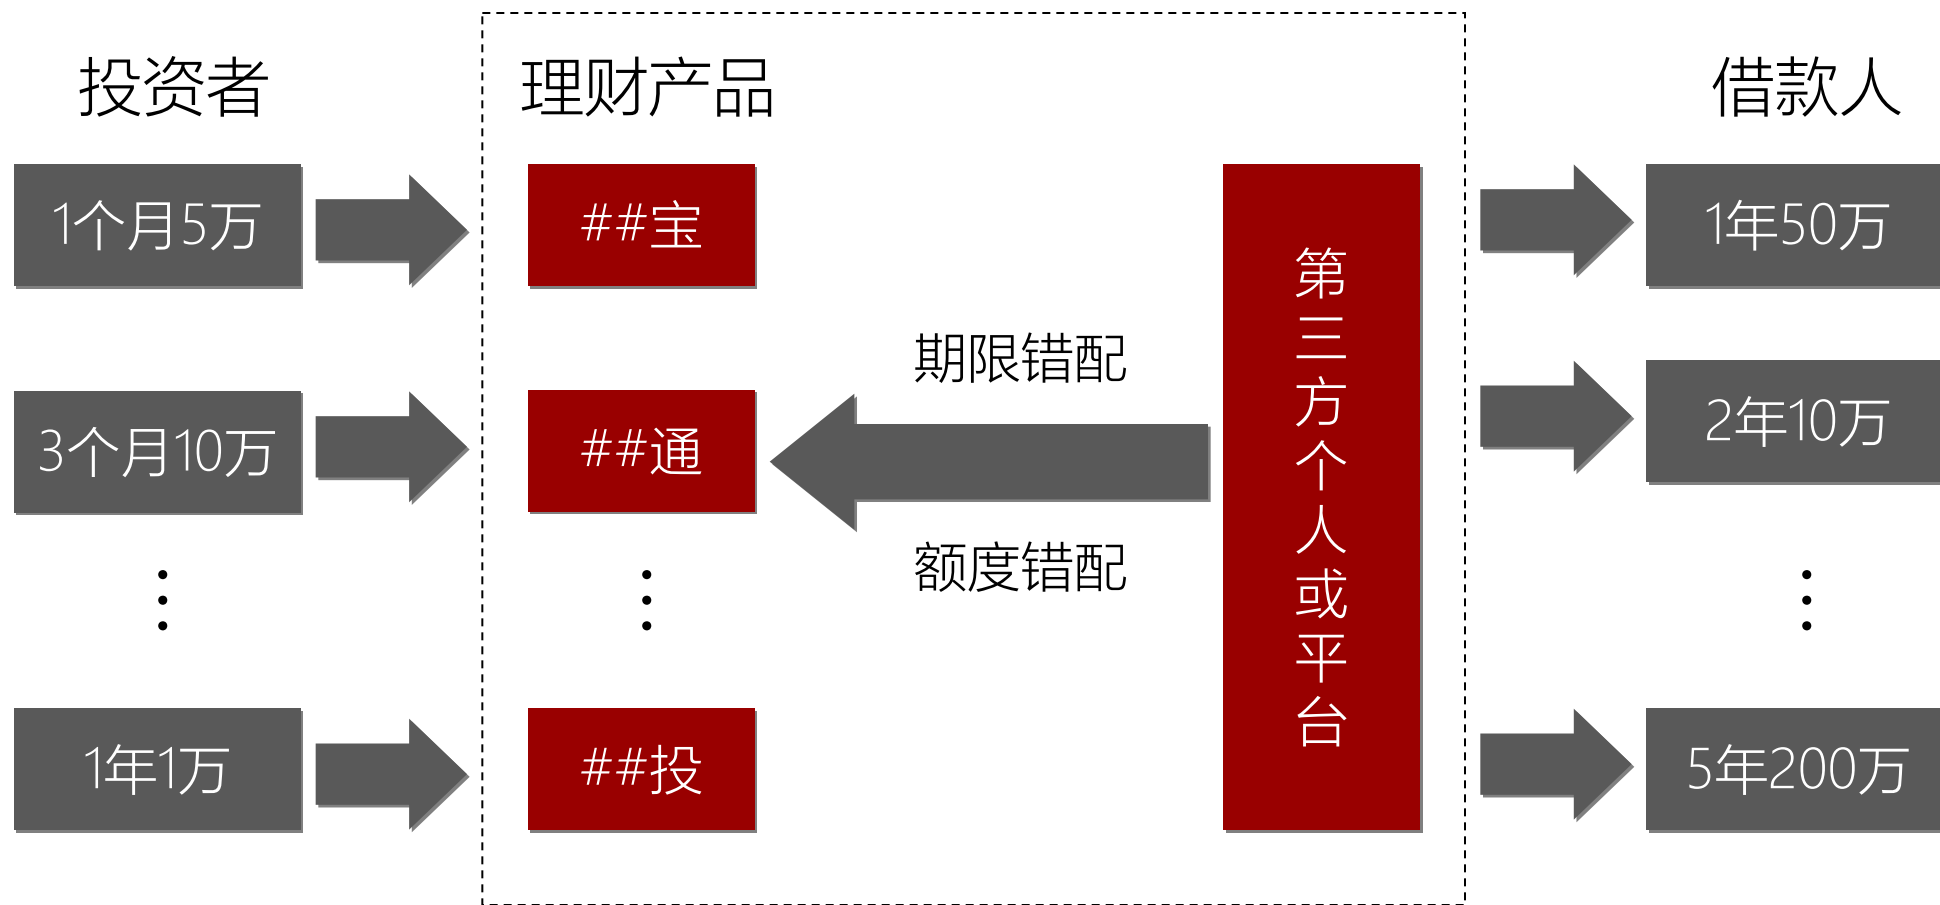 投资者
理财产品
借款人
1个月5万
##宝
第三方个人或平台
1年50万
期限错配
2年10万
3个月10万
##通
额度错配
1年1万
##投
5年200万